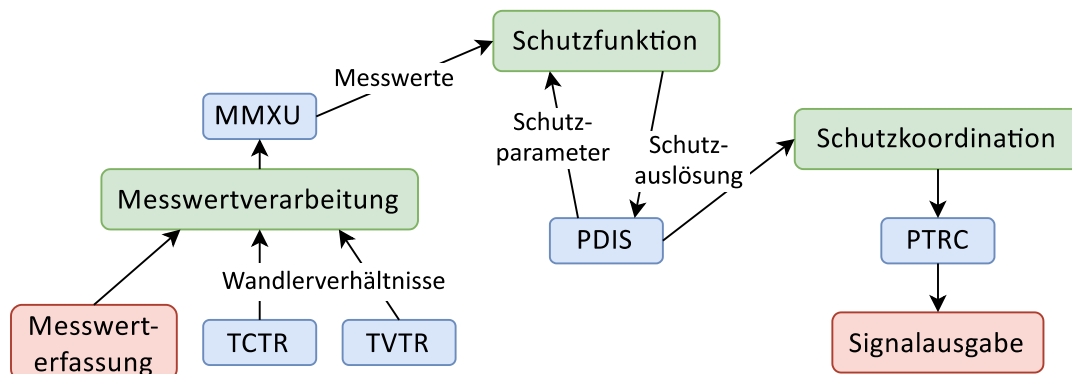 Schutzfunktion
Messwerte
MMXU
Schutz-
parameter
Schutz-
auslösung
Schutzkoordination
Messwertverarbeitung
PDIS
PTRC
Wandlerverhältnisse
Messwert-
erfassung
TCTR
TVTR
Signalausgabe